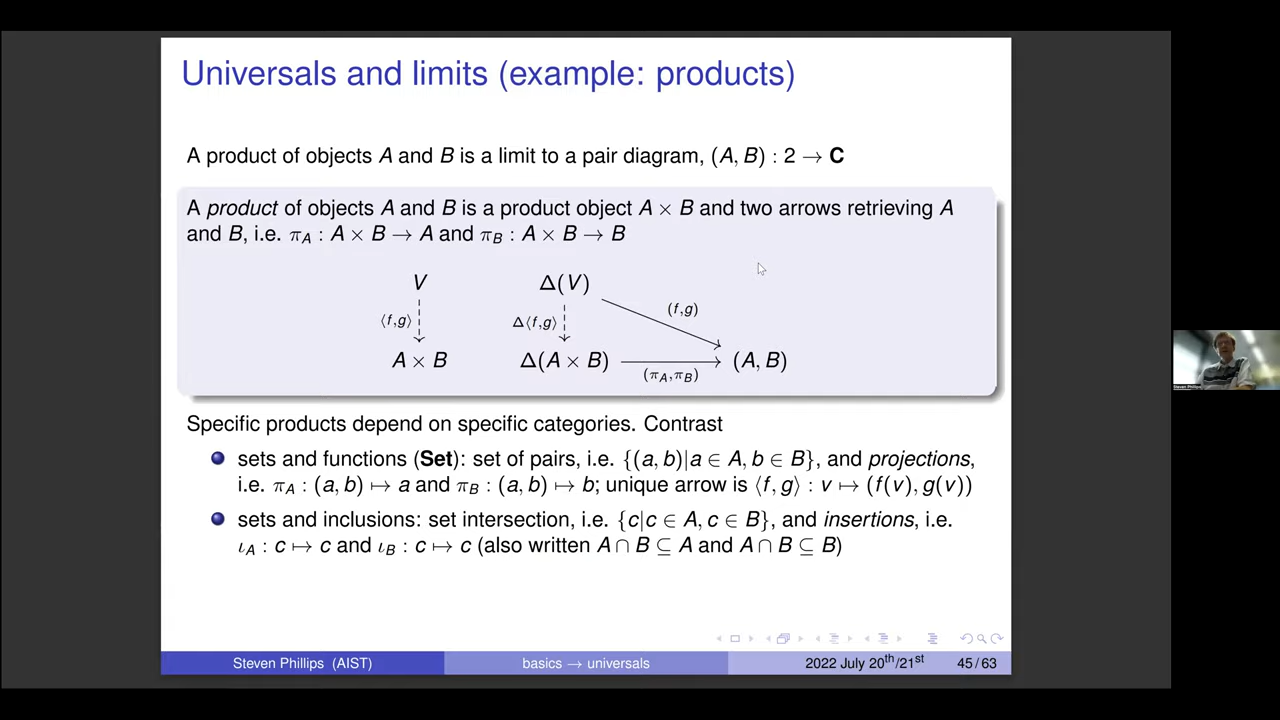 Universals and limits (example: products)
A product of objects A and B is a limit to a pair diagram, (A, B) : 2 → C
A product of objects A and B is a product object A × B and two arrows retrieving A
and B, i.e. π_A : A × B → A and π_B : A × B → B
V Δ(V)
⟨f,g⟩ Δ⟨f,g⟩ (f,g)
A × B Δ(A × B) (A, B)
(π_A,π_B)
Specific products depend on specific categories. Contrast
sets and functions (Set): set of pairs, i.e. {(a, b)|a ∈ A, b ∈ B}, and projections,
i.e. π_A : (a, b) ↦ a and π_B : (a, b) ↦ b; unique arrow is ⟨f, g⟩ : v ↦ (f(v), g(v))
sets and inclusions: set intersection, i.e. {c|c ∈ A, c ∈ B}, and insertions, i.e.
ι_A : c ↦ c and ι_B : c ↦ c (also written A ∩ B ⊆ A and A ∩ B ⊆ B)
Steven Phillips (AIST) basics → universals 2022 July 20th/21st 45 / 63
Steven Phillips